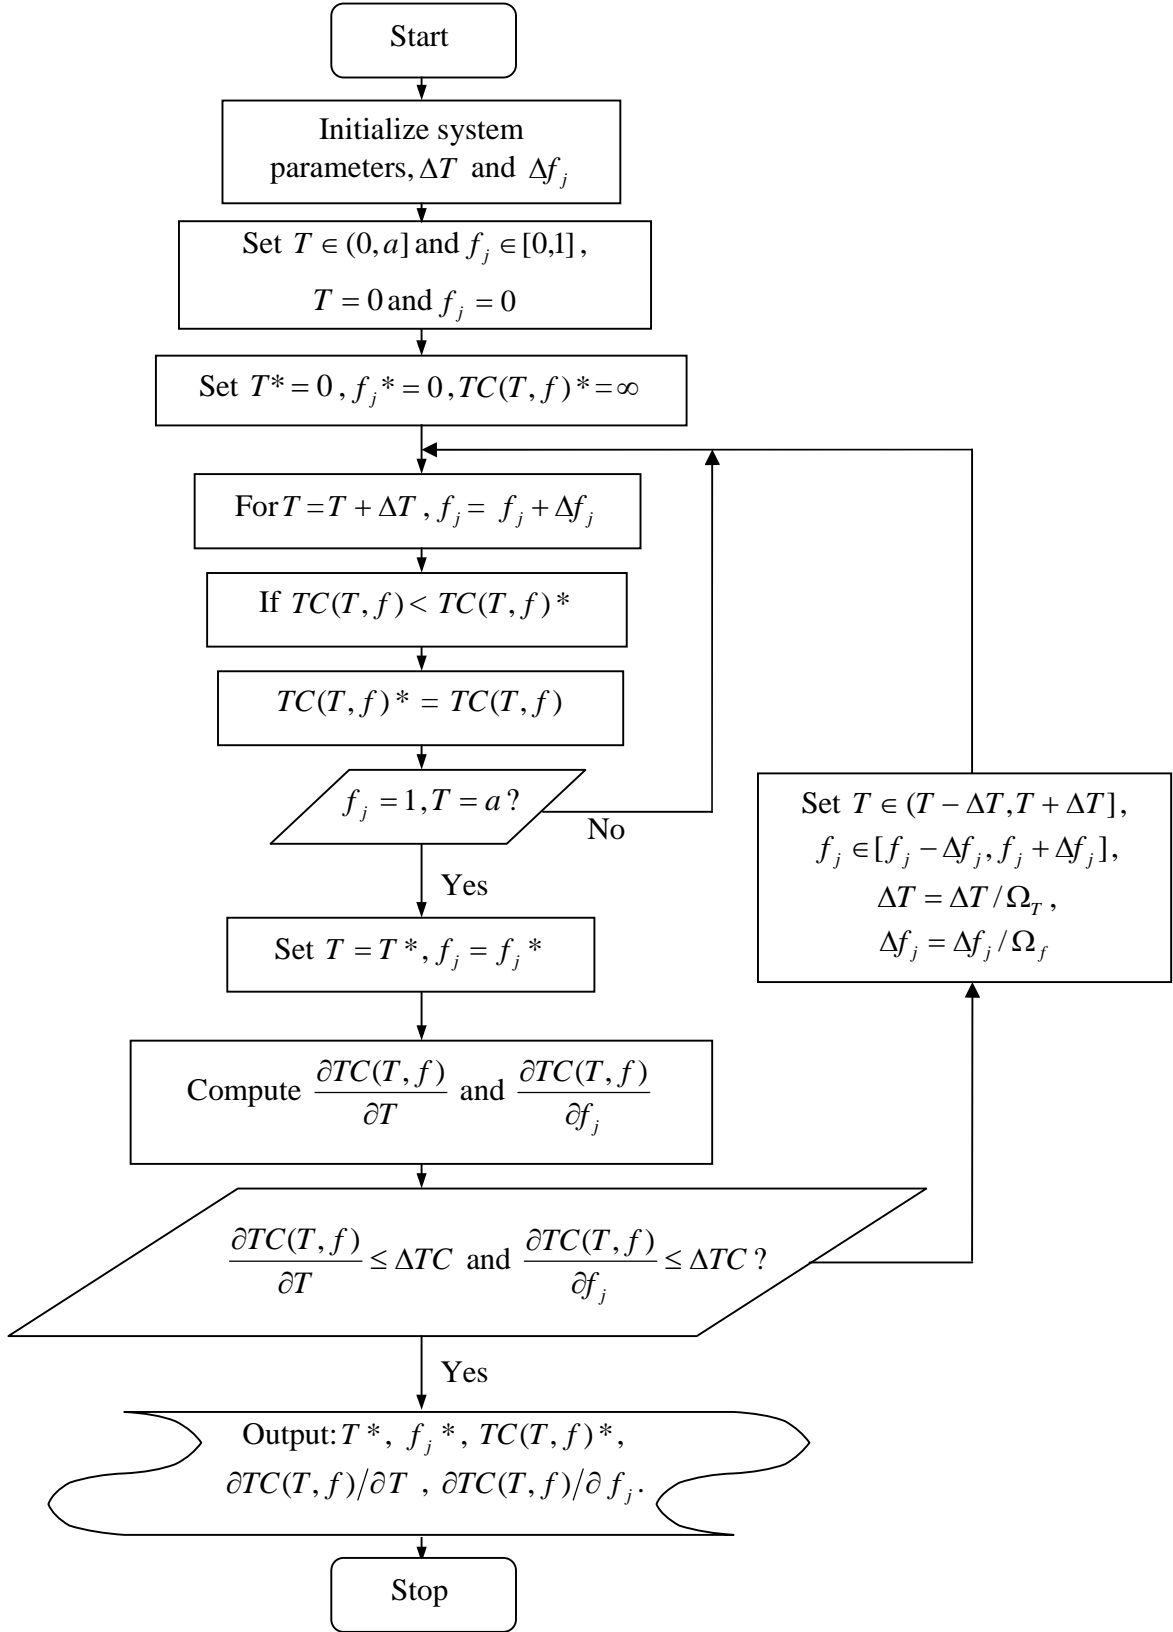 Start
Initialize system
parameters, ΔT and Δf_j
Set T ∈ (0, a] and f_j ∈ [0,1],
T = 0 and f_j = 0
Set T* = 0, f_j* = 0, TC(T, f)* = ∞
For T = T + ΔT, f_j = f_j + Δf_j
If TC(T, f) < TC(T, f)*
TC(T, f)* = TC(T, f)
f_j = 1, T = a?
No
Yes
Set T = T*, f_j = f_j*
Compute ∂TC(T, f)/∂T and ∂TC(T, f)/∂f_j
∂TC(T, f)/∂T ≤ ΔTC and ∂TC(T, f)/∂f_j ≤ ΔTC?
Set T ∈ (T − ΔT, T + ΔT],
f_j ∈ [f_j − Δf_j, f_j + Δf_j],
ΔT = ΔT/Ω_T,
Δf_j = Δf_j/Ω_f
Yes
Output: T*, f_j*, TC(T, f)*,
∂TC(T, f)/∂T, ∂TC(T, f)/∂f_j.
Stop